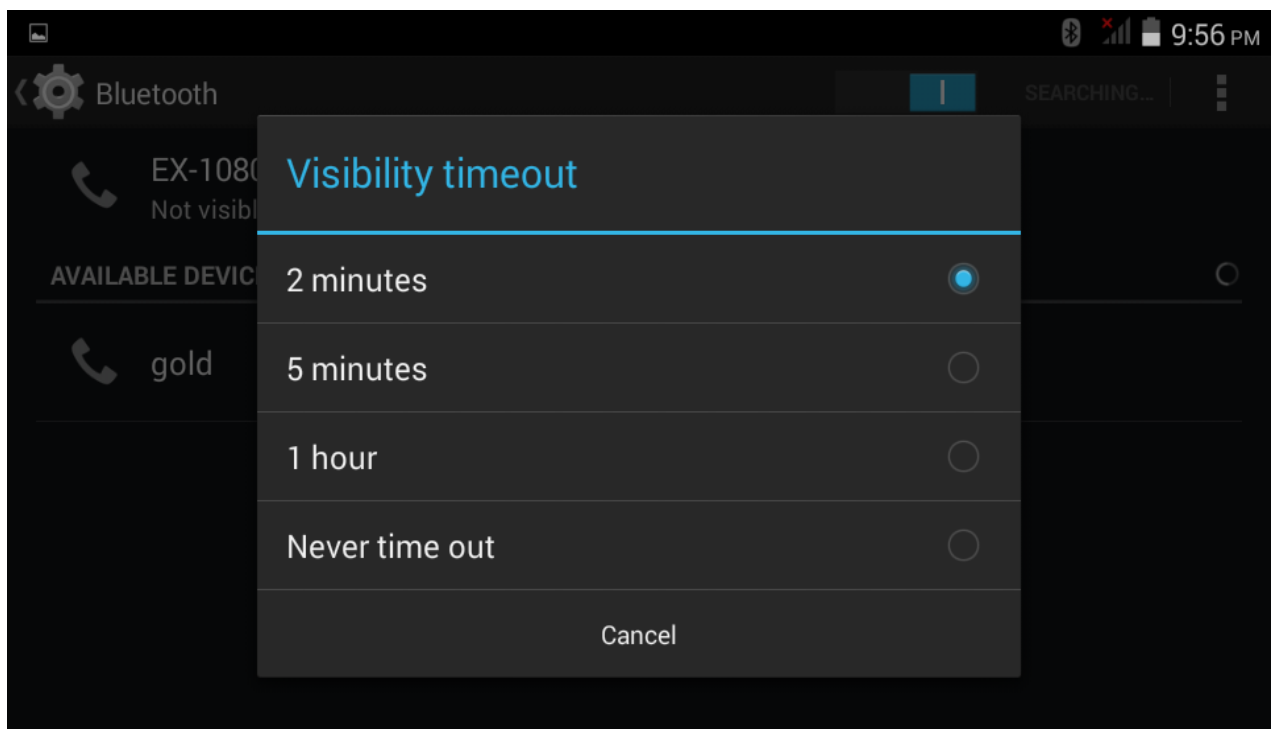 9:56 PM
Bluetooth
SEARCHING...
EX-1080
Not visibl
Visibility timeout
AVAILABLE DEVIC
2 minutes
gold
5 minutes
1 hour
Never time out
Cancel